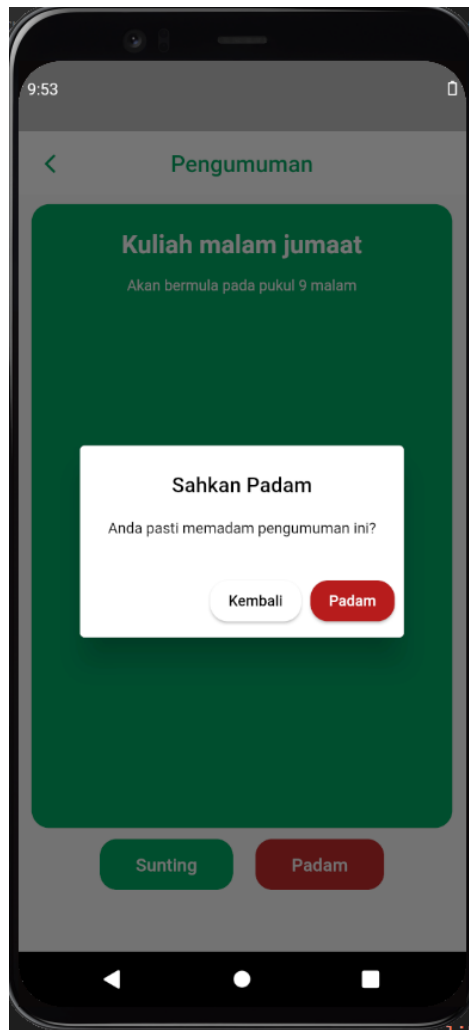 9:53
Pengumuman
Kuliah malam jumaat
Akan bermula pada pukul 9 malam
Sahkan Padam
Anda pasti memadam pengumuman ini?
Kembali Padam
Sunting Padam